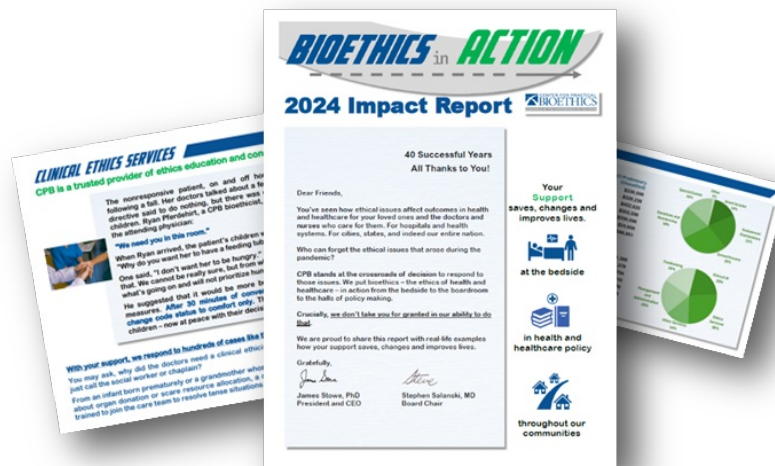 BIOETHICS in ACTION
2024 Impact Report
CENTER FOR PRACTICAL
BIOETHICS
40 Successful Years
All Thanks to You!
Dear Friends,
You've seen how ethical issues affect outcomes in health
and healthcare for your loved ones and the doctors and
nurses who care for them. For hospitals and health
systems. For cities, states, and indeed our entire nation.
Who can forget the ethical issues that arose during the
pandemic?
CPB stands at the crossroads of decision to respond to
those issues. We put bioethics – the ethics of health and
healthcare – in action from the bedside to the boardroom
to the halls of policy making.
Crucially, we don't take you for granted in our ability to do
that.
We are proud to share this report with real-life examples
how your support saves, changes and improves lives.
Gratefully,
James Stowe, PhD
President and CEO
Stephen Salanski, MD
Board Chair
Your
Support
saves, changes and
improves lives.
at the bedside
in health and
healthcare policy
throughout our
communities
CLINICAL ETHICS SERVICES
CPB is a trusted provider of ethics education and con
The nonresponsive patient, on and off ho
following a fall. Her doctors talked about a fe
directive said to do nothing, but there was
children. Ryan Pferdehirt, a CPB bioethicist,
the attending physician:
"We need you in this room."
When Ryan arrived, the patient's children w
"Why do you want her to have a feeding tub
One said, "I don't want her to be hungry."
that. We cannot be really sure, but from wh
what's going on and will not prioritize hun
He suggested that it would be more b
measures. After 30 minutes of conve
change code status to comfort only. Th
children – now at peace with their decis
With your support, we respond to hundreds of cases like t
You may ask, why did the doctors need a clinical ethici
just call the social worker or chaplain?
From an infant born prematurely or a grandmother whos
about organ donation or scare resource allocation, a c
trained to join the care team to resolve tense situations